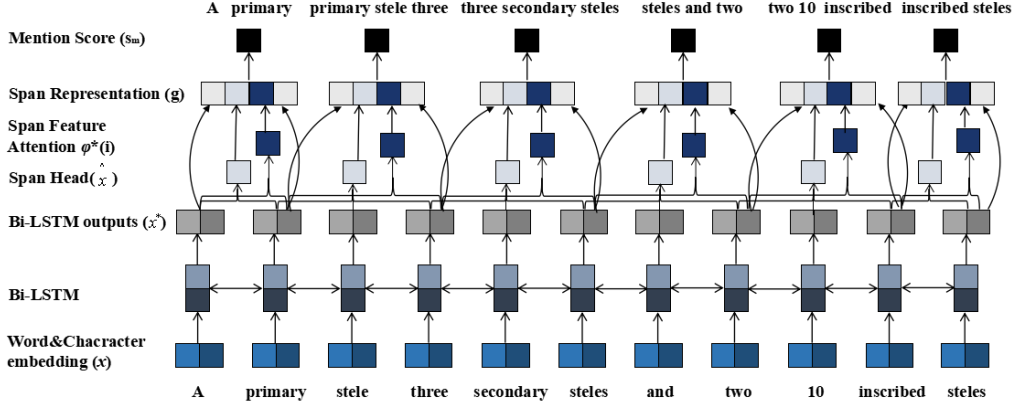 A primary primary stele three three secondary steles steles and two two 10 inscribed inscribed steles
Mention Score (sₘ)
Span Representation (g)
Span Feature
Attention φ*(i)
Span Head(x̂)
Bi-LSTM outputs (x*)
Bi-LSTM
Word&Chacracter
embedding (x)
A primary stele three secondary steles and two 10 inscribed steles